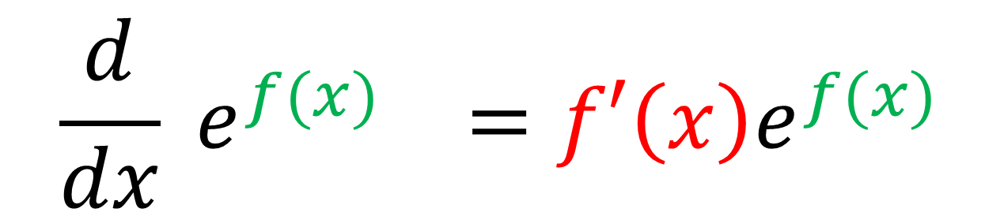 d/dx e^{f(x)} = f′(x)e^{f(x)}